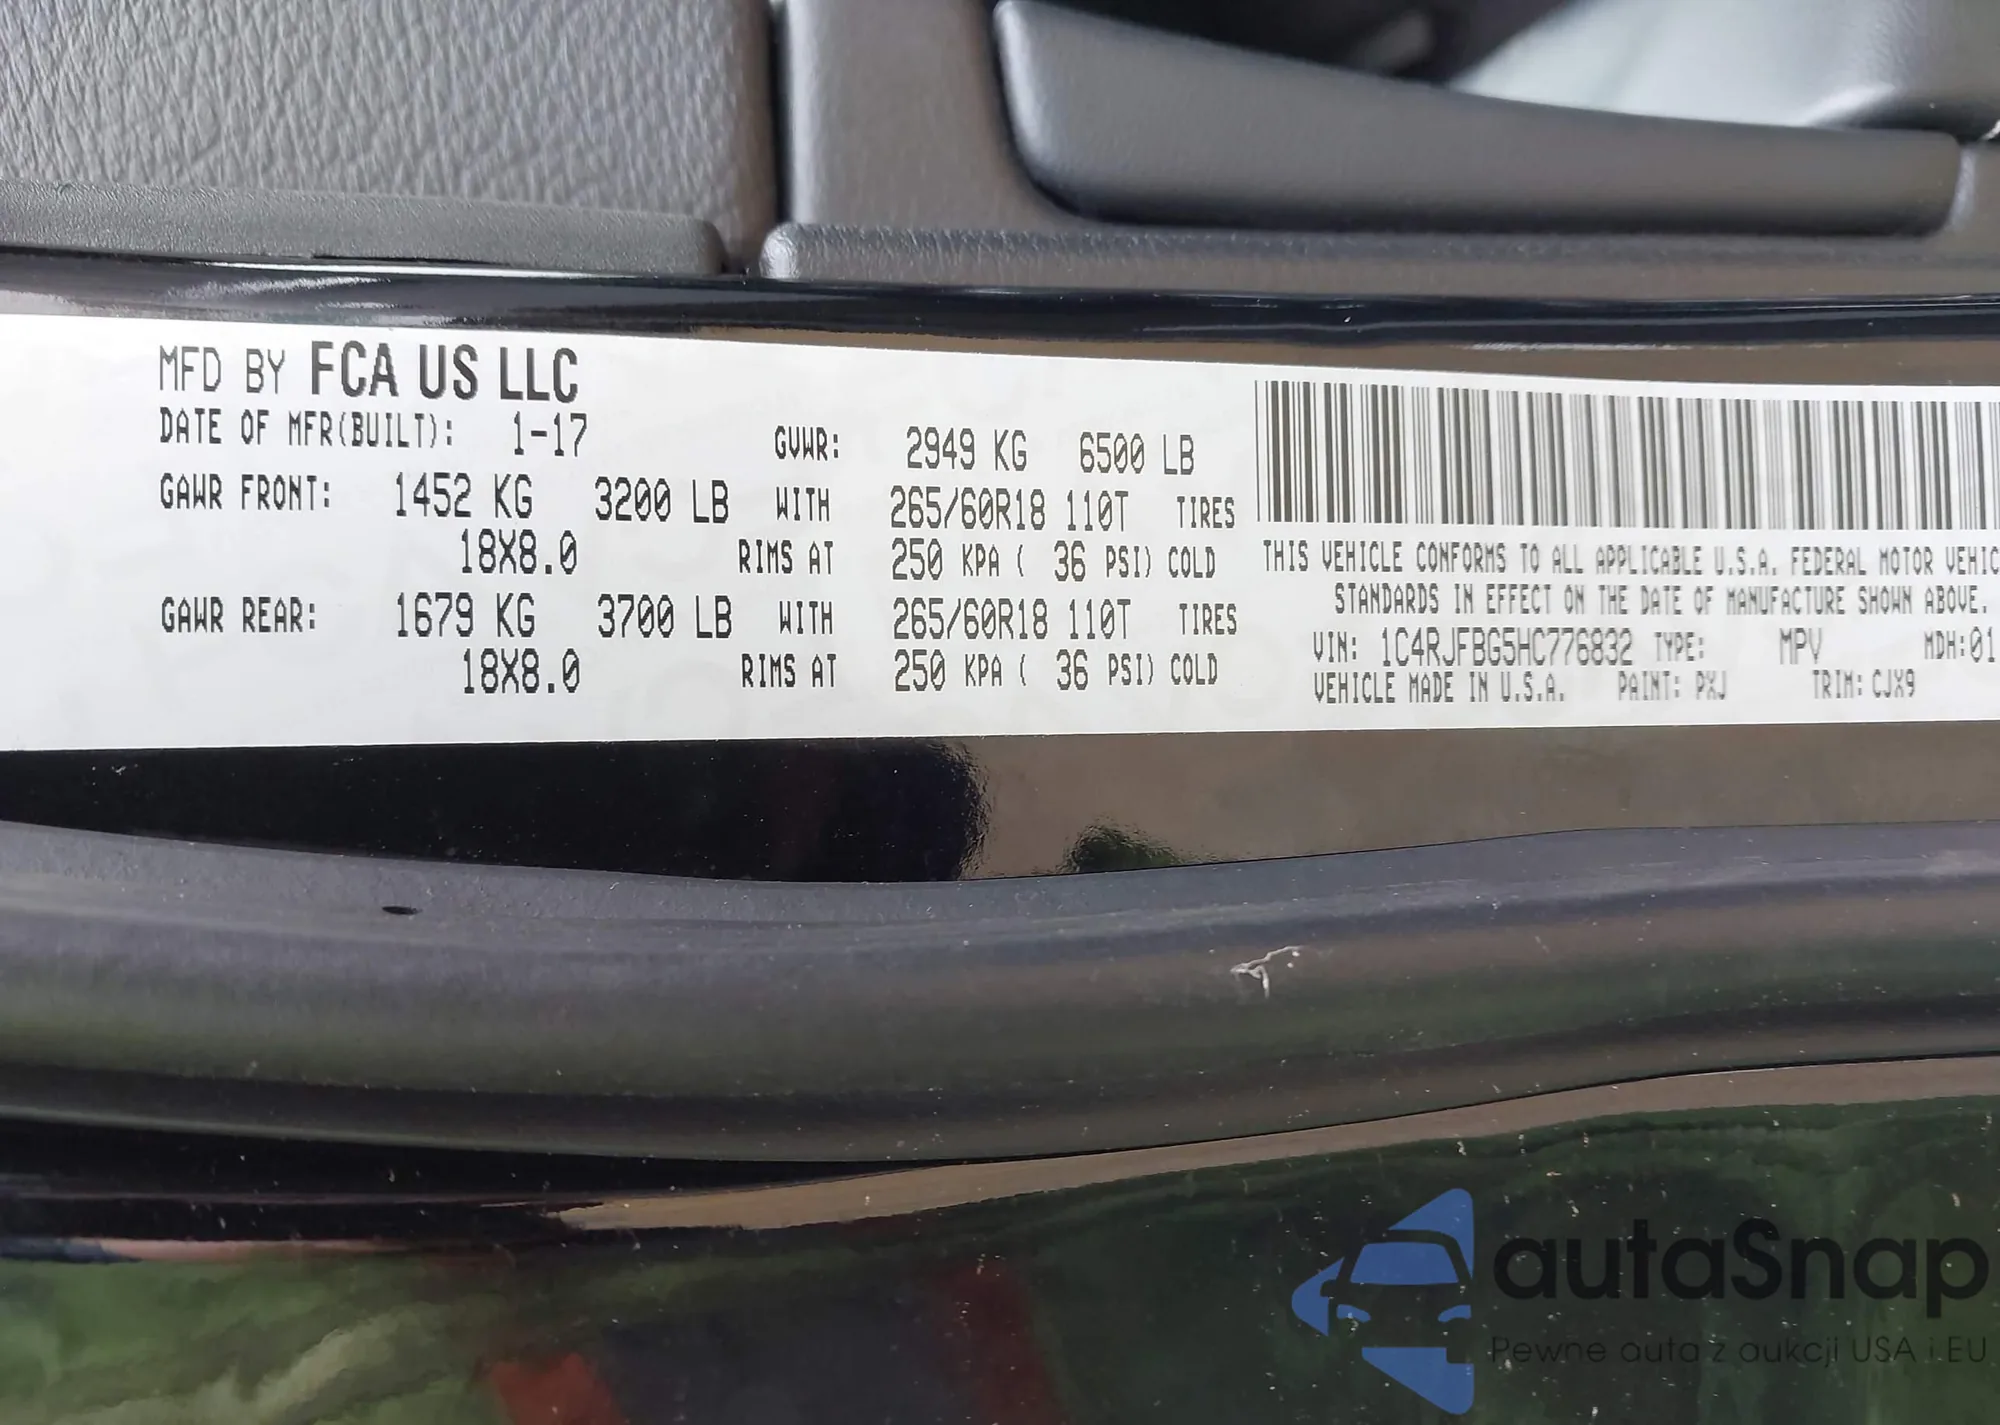 MFD BY FCA US LLC
DATE OF MFR(BUILT): 1-17 GVWR: 2949 KG 6500 LB
GAWR FRONT: 1452 KG 3200 LB WITH 265/60R18 110T TIRES
18X8.0 RIMS AT 250 KPA ( 36 PSI) COLD
GAWR REAR: 1679 KG 3700 LB WITH 265/60R18 110T TIRES
18X8.0 RIMS AT 250 KPA ( 36 PSI) COLD
THIS VEHICLE CONFORMS TO ALL APPLICABLE U.S.A. FEDERAL MOTOR VEHIC
STANDARDS IN EFFECT ON THE DATE OF MANUFACTURE SHOWN ABOVE.
VIN: 1C4RJFBG5HC776832 TYPE: MPV MDH:01
VEHICLE MADE IN U.S.A. PAINT: PXJ TRIM: CJX9
autaSnap
Pewne auta z aukcji USA i EU